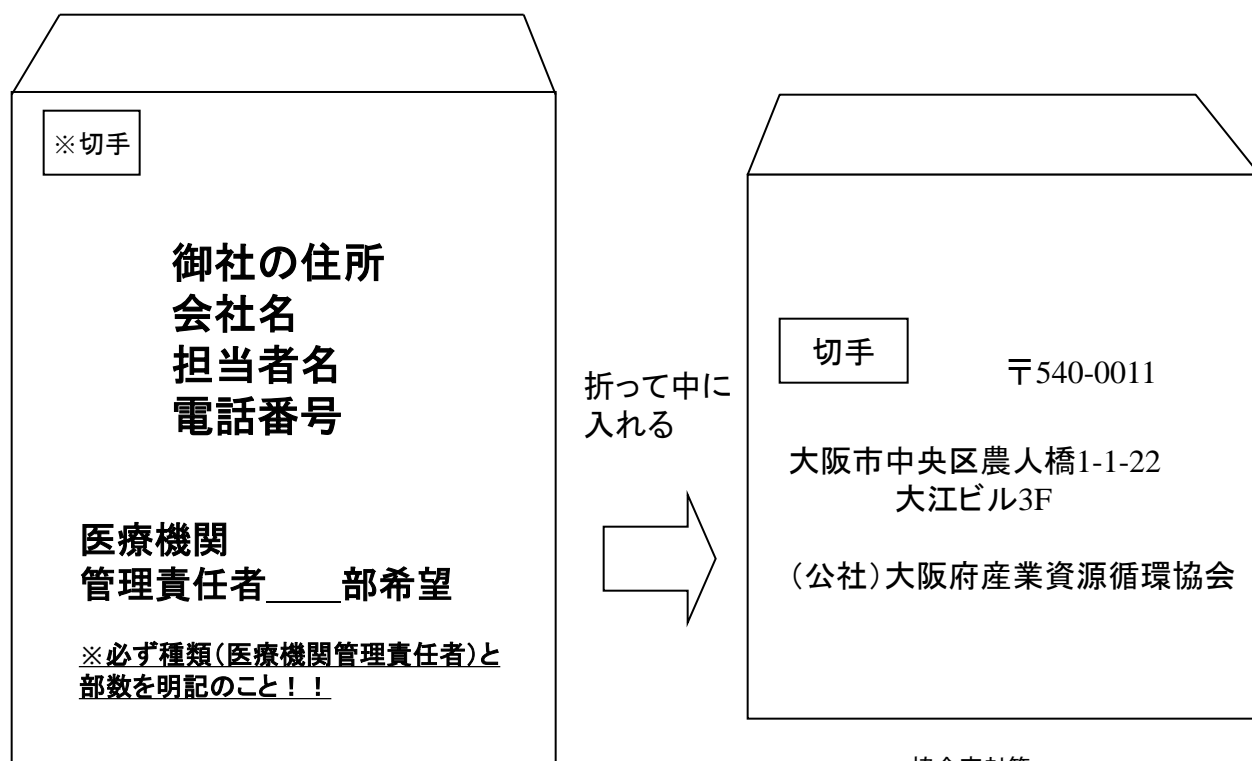 ※切手
御社の住所
会社名
担当者名
電話番号
医療機関
管理責任者____部希望
※必ず種類(医療機関管理責任者)と
部数を明記のこと！！
折って中に
入れる
切手
〒540-0011
大阪市中央区農人橋1-1-22
大江ビル3F
(公社)大阪府産業資源循環協会